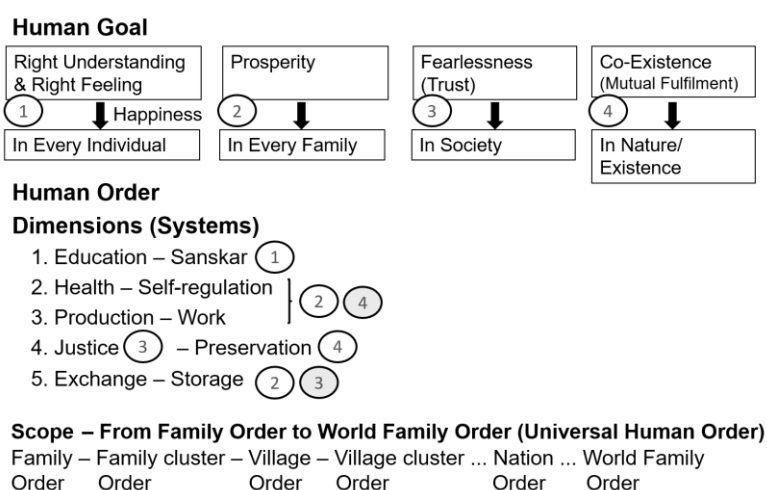 Human Goal
Right Understanding & Right Feeling
Prosperity
Fearlessness (Trust)
Co-Existence (Mutual Fulfilment)
1 Happiness
2
3
4
In Every Individual
In Every Family
In Society
In Nature/ Existence
Human Order
Dimensions (Systems)
1. Education – Sanskar 1
2. Health – Self-regulation
3. Production – Work
2 4
4. Justice 3 – Preservation 4
5. Exchange – Storage 2 3
Scope – From Family Order to World Family Order (Universal Human Order)
Family – Family cluster – Village – Village cluster ... Nation ... World Family
Order Order Order Order Order Order